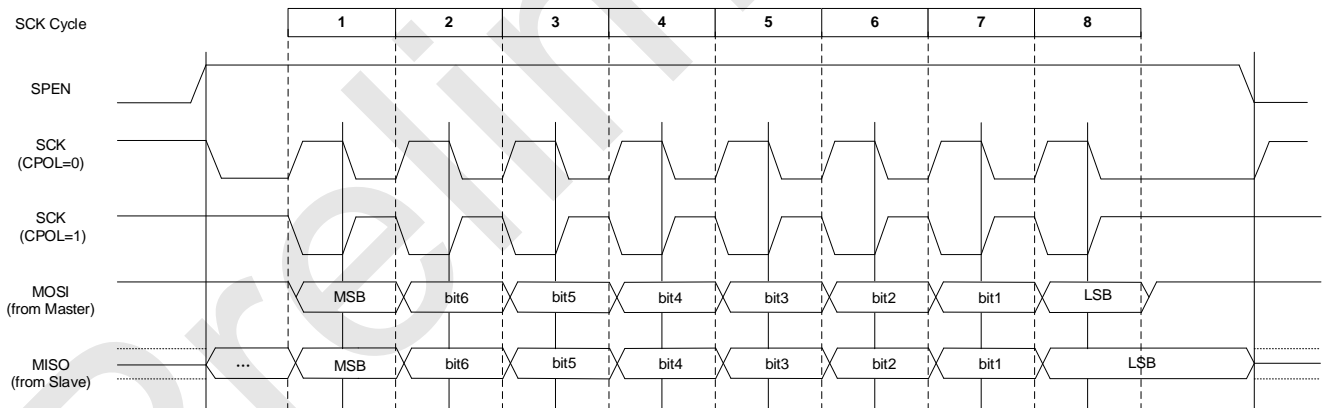 SCK Cycle 1 2 3 4 5 6 7 8
SPEN
SCK
(CPOL=0)
SCK
(CPOL=1)
MOSI
(from Master)
MSB bit6 bit5 bit4 bit3 bit2 bit1 LSB
MISO
(from Slave)
... MSB bit6 bit5 bit4 bit3 bit2 bit1 LSB